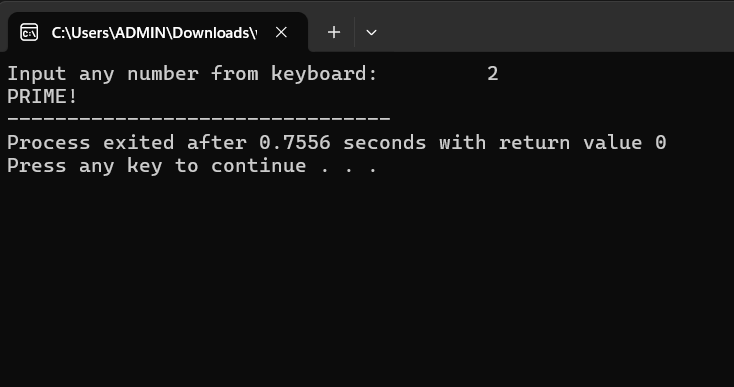 C:\Users\ADMIN\Downloads\
Input any number from keyboard:         2
PRIME!
--------------------------------
Process exited after 0.7556 seconds with return value 0
Press any key to continue . . .